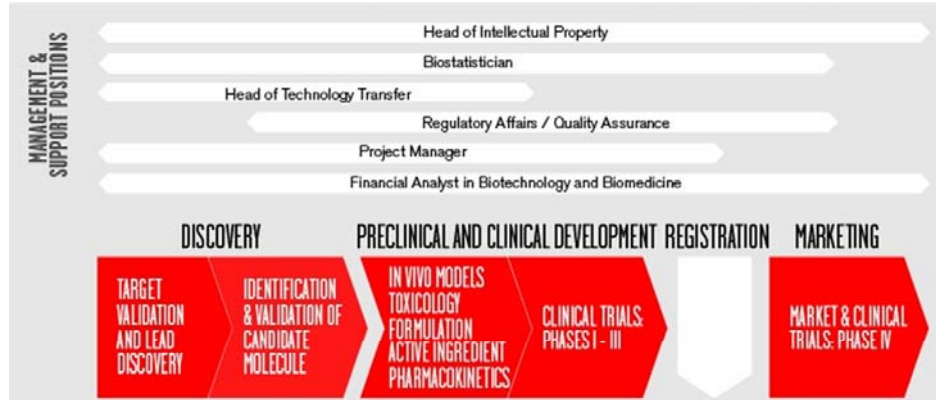 MANAGEMENT &
SUPPORT POSITIONS
Head of Intellectual Property
Biostatistician
Head of Technology Transfer
Regulatory Affairs / Quality Assurance
Project Manager
Financial Analyst in Biotechnology and Biomedicine
DISCOVERY
PRECLINICAL AND CLINICAL DEVELOPMENT
REGISTRATION
MARKETING
TARGET
VALIDATION
AND LEAD
DISCOVERY
IDENTIFICATION
& VALIDATION OF
CANDIDATE
MOLECULE
IN VIVO MODELS
TOXICOLOGY
FORMULATION
ACTIVE INGREDIENT
PHARMACOKINETICS
CLINICAL TRIALS:
PHASES I - III
MARKET & CLINICAL
TRIALS: PHASE IV